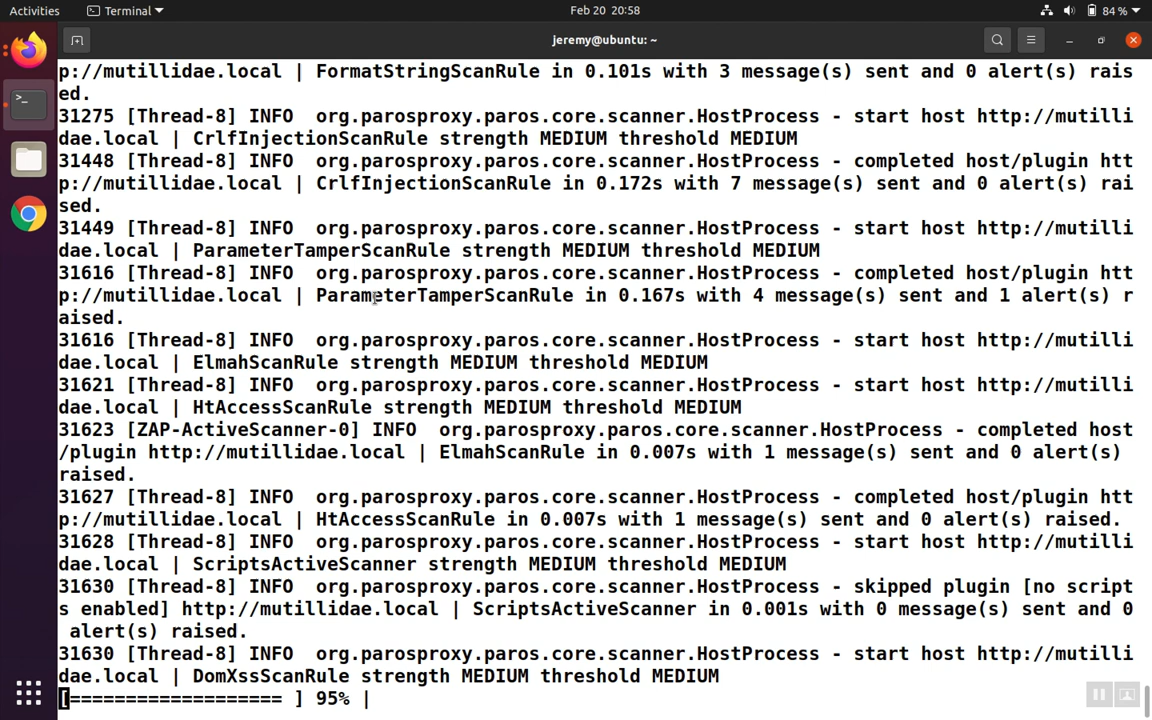 Activities
Terminal
Feb 20 20:58
84 %
jeremy@ubuntu: ~
p://mutillidae.local | FormatStringScanRule in 0.101s with 3 message(s) sent and 0 alert(s) rais
ed.
31275 [Thread-8] INFO  org.parosproxy.paros.core.scanner.HostProcess - start host http://mutilli
dae.local | CrlfInjectionScanRule strength MEDIUM threshold MEDIUM
31448 [Thread-8] INFO  org.parosproxy.paros.core.scanner.HostProcess - completed host/plugin htt
p://mutillidae.local | CrlfInjectionScanRule in 0.172s with 7 message(s) sent and 0 alert(s) rai
sed.
31449 [Thread-8] INFO  org.parosproxy.paros.core.scanner.HostProcess - start host http://mutilli
dae.local | ParameterTamperScanRule strength MEDIUM threshold MEDIUM
31616 [Thread-8] INFO  org.parosproxy.paros.core.scanner.HostProcess - completed host/plugin htt
p://mutillidae.local | ParameterTamperScanRule in 0.167s with 4 message(s) sent and 1 alert(s) r
aised.
31616 [Thread-8] INFO  org.parosproxy.paros.core.scanner.HostProcess - start host http://mutilli
dae.local | ElmahScanRule strength MEDIUM threshold MEDIUM
31621 [Thread-8] INFO  org.parosproxy.paros.core.scanner.HostProcess - start host http://mutilli
dae.local | HtAccessScanRule strength MEDIUM threshold MEDIUM
31623 [ZAP-ActiveScanner-0] INFO  org.parosproxy.paros.core.scanner.HostProcess - completed host
/plugin http://mutillidae.local | ElmahScanRule in 0.007s with 1 message(s) sent and 0 alert(s)
raised.
31627 [Thread-8] INFO  org.parosproxy.paros.core.scanner.HostProcess - completed host/plugin htt
p://mutillidae.local | HtAccessScanRule in 0.007s with 1 message(s) sent and 0 alert(s) raised.
31628 [Thread-8] INFO  org.parosproxy.paros.core.scanner.HostProcess - start host http://mutilli
dae.local | ScriptsActiveScanner strength MEDIUM threshold MEDIUM
31630 [Thread-8] INFO  org.parosproxy.paros.core.scanner.HostProcess - skipped plugin [no script
s enabled] http://mutillidae.local | ScriptsActiveScanner in 0.001s with 0 message(s) sent and 0
 alert(s) raised.
31630 [Thread-8] INFO  org.parosproxy.paros.core.scanner.HostProcess - start host http://mutilli
dae.local | DomXssScanRule strength MEDIUM threshold MEDIUM
[=================== ] 95% |